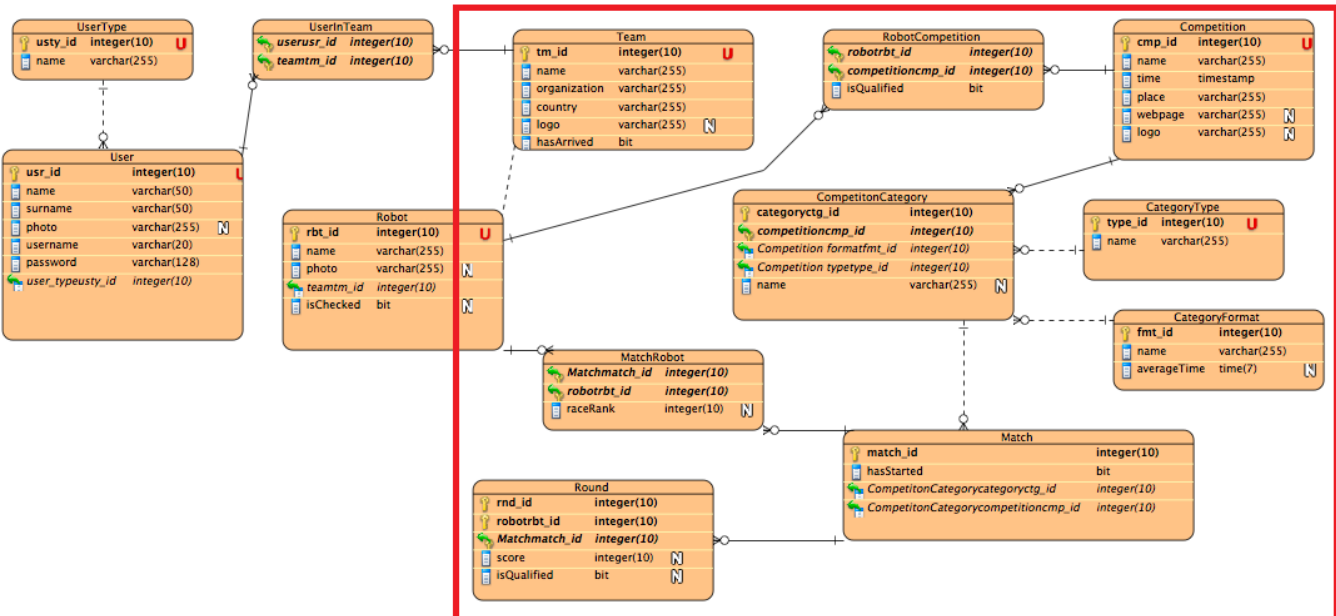 UserType
usty_id integer(10) U
name varchar(255)
UserInTeam
userusr_id integer(10)
teamtm_id integer(10)
Team
tm_id integer(10) U
name varchar(255)
organization varchar(255)
country varchar(255)
logo varchar(255) N
hasArrived bit
RobotCompetition
robotrbt_id integer(10)
competitioncmp_id integer(10)
isQualified bit
Competition
cmp_id integer(10) U
name varchar(255)
time timestamp
place varchar(255)
webpage varchar(255) N
logo varchar(255) N
User
usr_id integer(10) U
name varchar(50)
surname varchar(50)
photo varchar(255) N
username varchar(20)
password varchar(128)
user_typeusty_id integer(10)
Robot
rbt_id integer(10) U
name varchar(255)
photo varchar(255) N
teamtm_id integer(10)
isChecked bit N
CompetitonCategory
categoryctg_id integer(10)
competitioncmp_id integer(10)
Competition formatfmt_id integer(10)
Competition typetype_id integer(10)
name varchar(255) N
CategoryType
type_id integer(10) U
name varchar(255)
CategoryFormat
fmt_id integer(10)
name varchar(255)
averageTime time(7) N
MatchRobot
Matchmatch_id integer(10)
robotrbt_id integer(10)
raceRank integer(10) N
Match
match_id integer(10)
hasStarted bit
CompetitonCategorycategoryctg_id integer(10)
CompetitonCategorycompetitioncmp_id integer(10)
Round
rnd_id integer(10)
robotrbt_id integer(10)
Matchmatch_id integer(10)
score integer(10) N
isQualified bit N